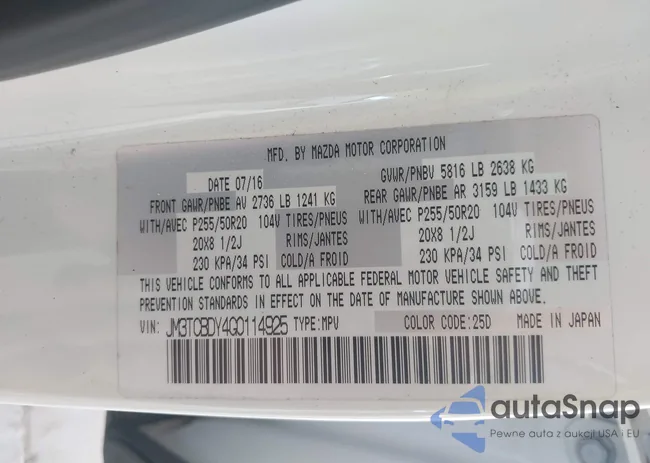 MFD. BY MAZDA MOTOR CORPORATION
DATE 07/16 GVWR/PNBV 5816 LB 2638 KG
FRONT GAWR/PNBE AV 2736 LB 1241 KG REAR GAWR/PNBE AR 3159 LB 1433 KG
WITH/AVEC P255/50R20 104V TIRES/PNEUS WITH/AVEC P255/50R20 104V TIRES/PNEUS
20X8 1/2J RIMS/JANTES 20X8 1/2J RIMS/JANTES
230 KPA/34 PSI COLD/A FROID 230 KPA/34 PSI COLD/A FROID
THIS VEHICLE CONFORMS TO ALL APPLICABLE FEDERAL MOTOR VEHICLE SAFETY AND THEFT
PREVENTION STANDARDS IN EFFECT ON THE DATE OF MANUFACTURE SHOWN ABOVE.
VIN: JM3TCBDY4G0114925 TYPE:MPV COLOR CODE:25D MADE IN JAPAN
autaSnap
Pewne auta z aukcji USA i EU